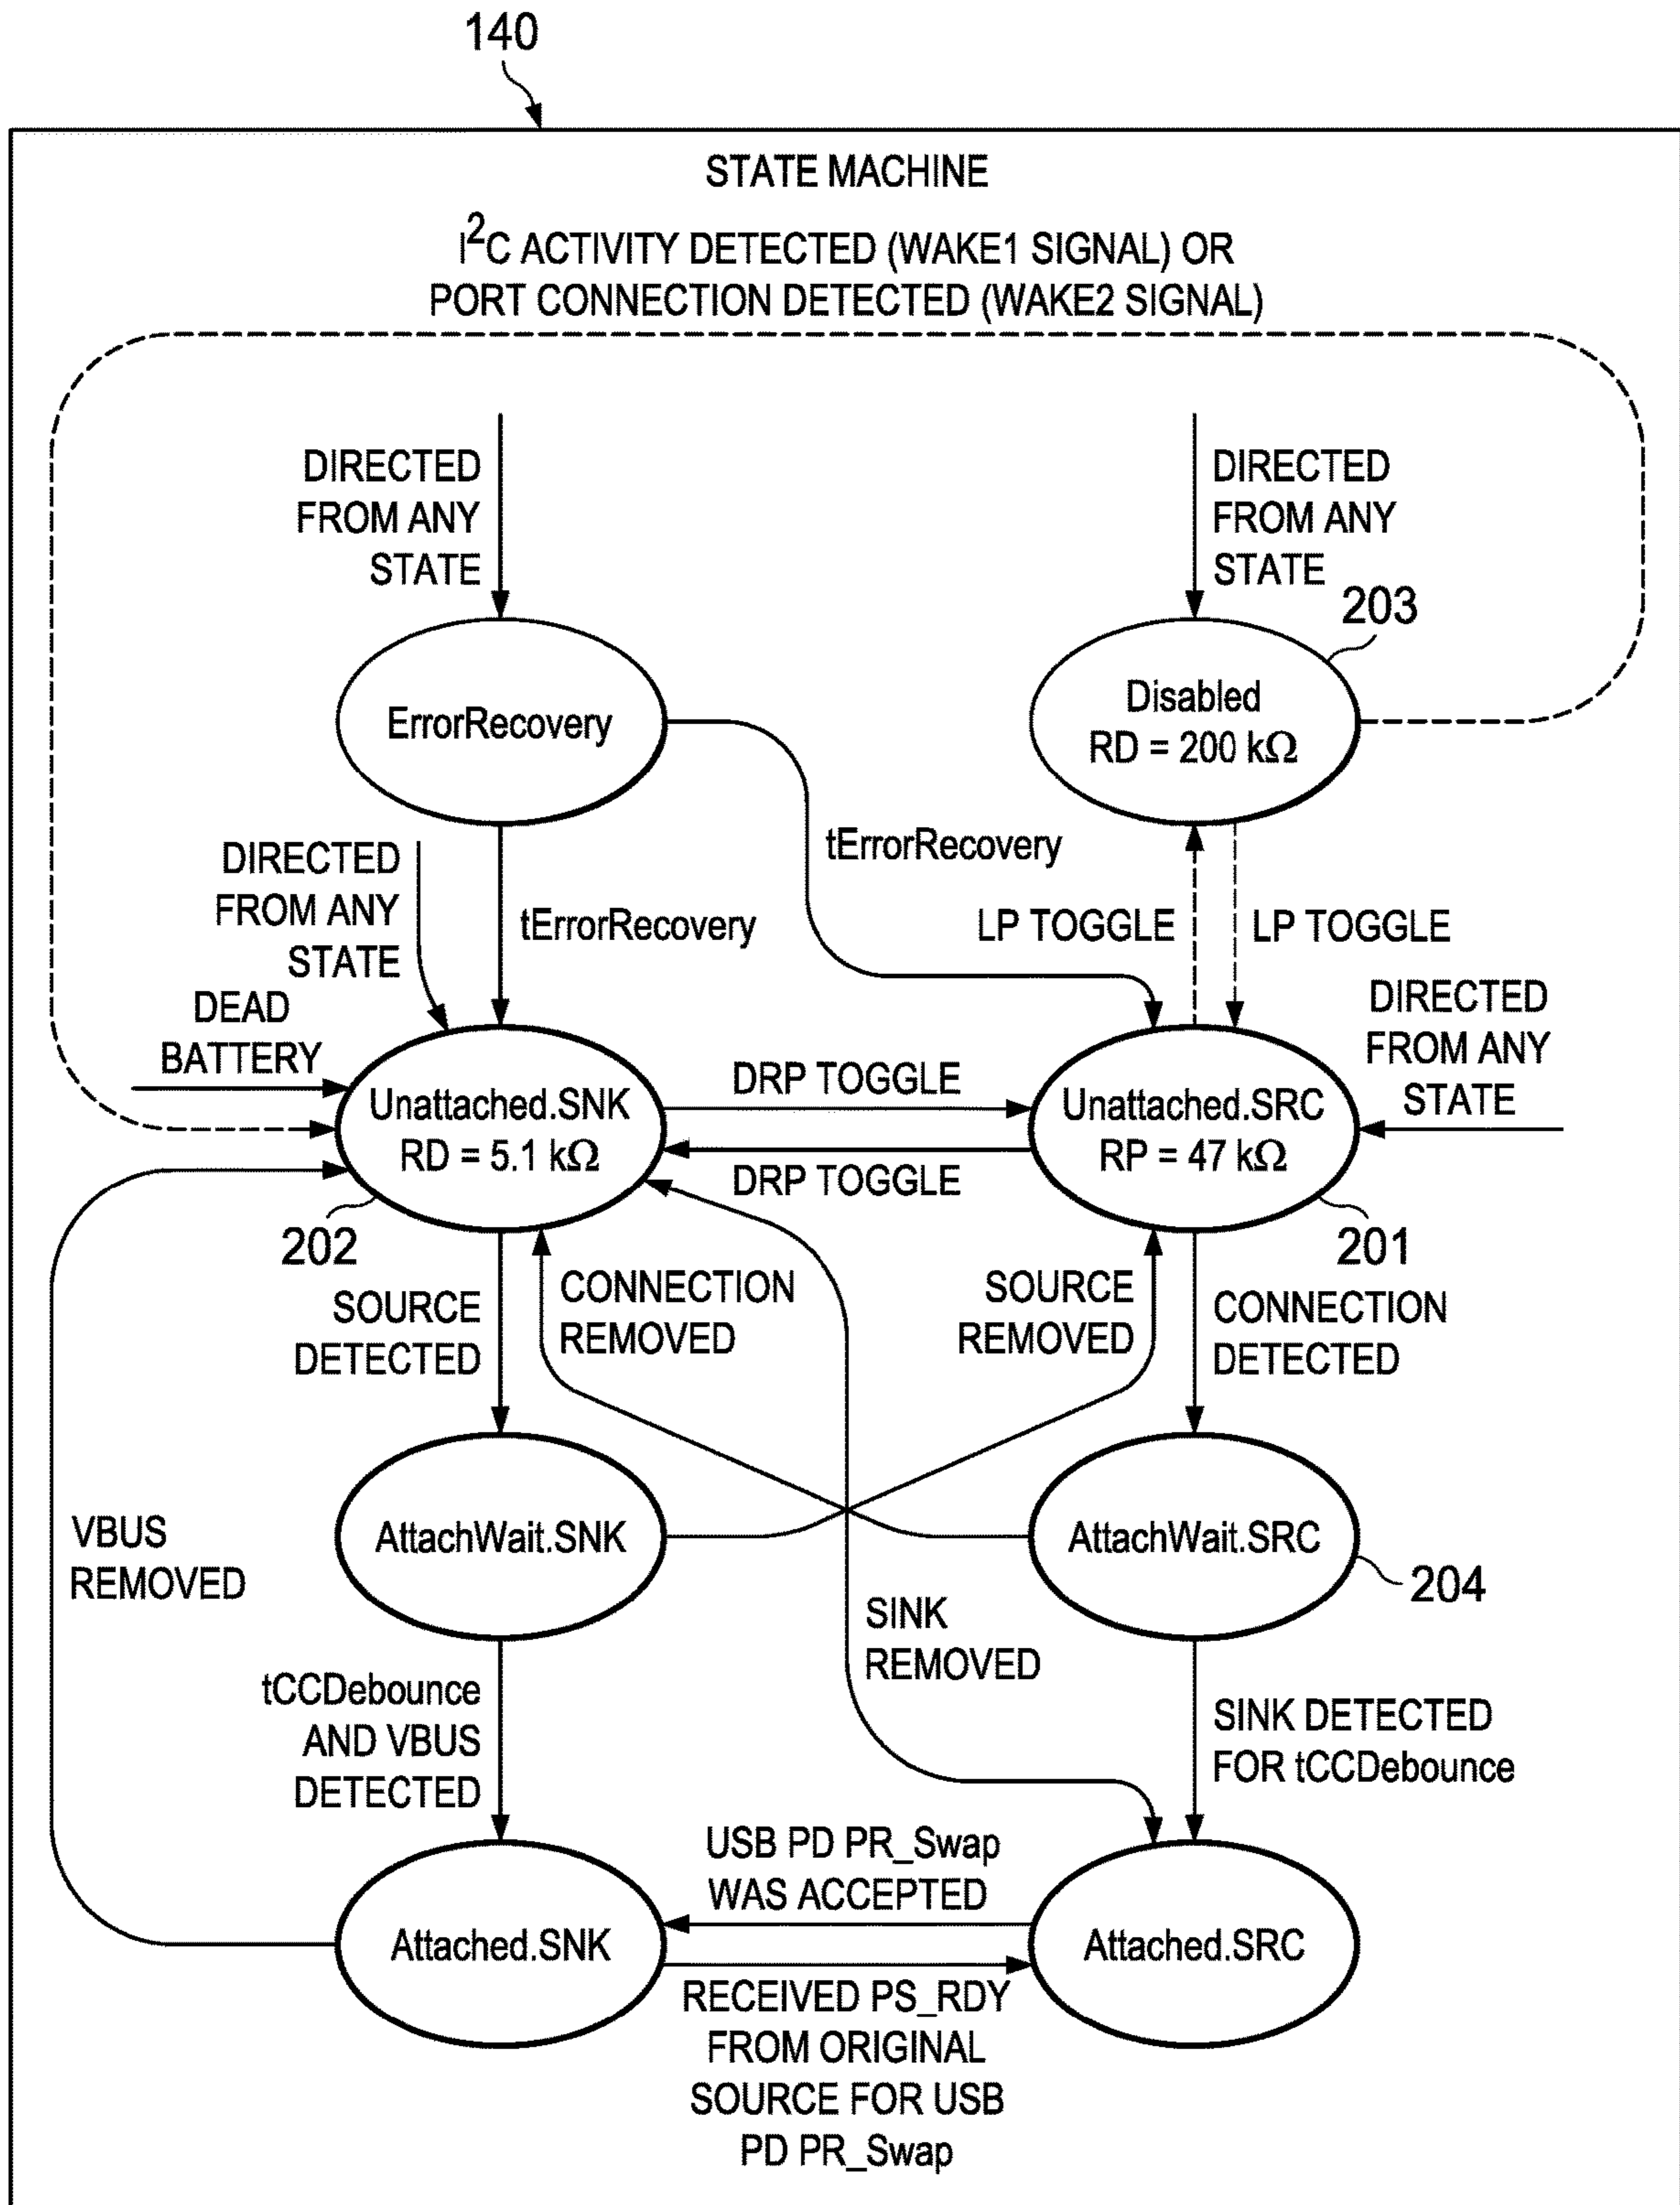 140
STATE MACHINE
I²C ACTIVITY DETECTED (WAKE1 SIGNAL) OR
PORT CONNECTION DETECTED (WAKE2 SIGNAL)
DIRECTED
FROM ANY
STATE
DIRECTED
FROM ANY
STATE
203
ErrorRecovery
Disabled
RD = 200 kΩ
DIRECTED
FROM ANY
STATE
tErrorRecovery
tErrorRecovery
LP TOGGLE
LP TOGGLE
DEAD
BATTERY
DIRECTED
FROM ANY
STATE
Unattached.SNK
RD = 5.1 kΩ
DRP TOGGLE
DRP TOGGLE
Unattached.SRC
RP = 47 kΩ
202
201
SOURCE
DETECTED
CONNECTION
REMOVED
SOURCE
REMOVED
CONNECTION
DETECTED
VBUS
REMOVED
AttachWait.SNK
AttachWait.SRC
204
SINK
REMOVED
tCCDebounce
AND VBUS
DETECTED
SINK DETECTED
FOR tCCDebounce
USB PD PR_Swap
WAS ACCEPTED
Attached.SNK
Attached.SRC
RECEIVED PS_RDY
FROM ORIGINAL
SOURCE FOR USB
PD PR_Swap